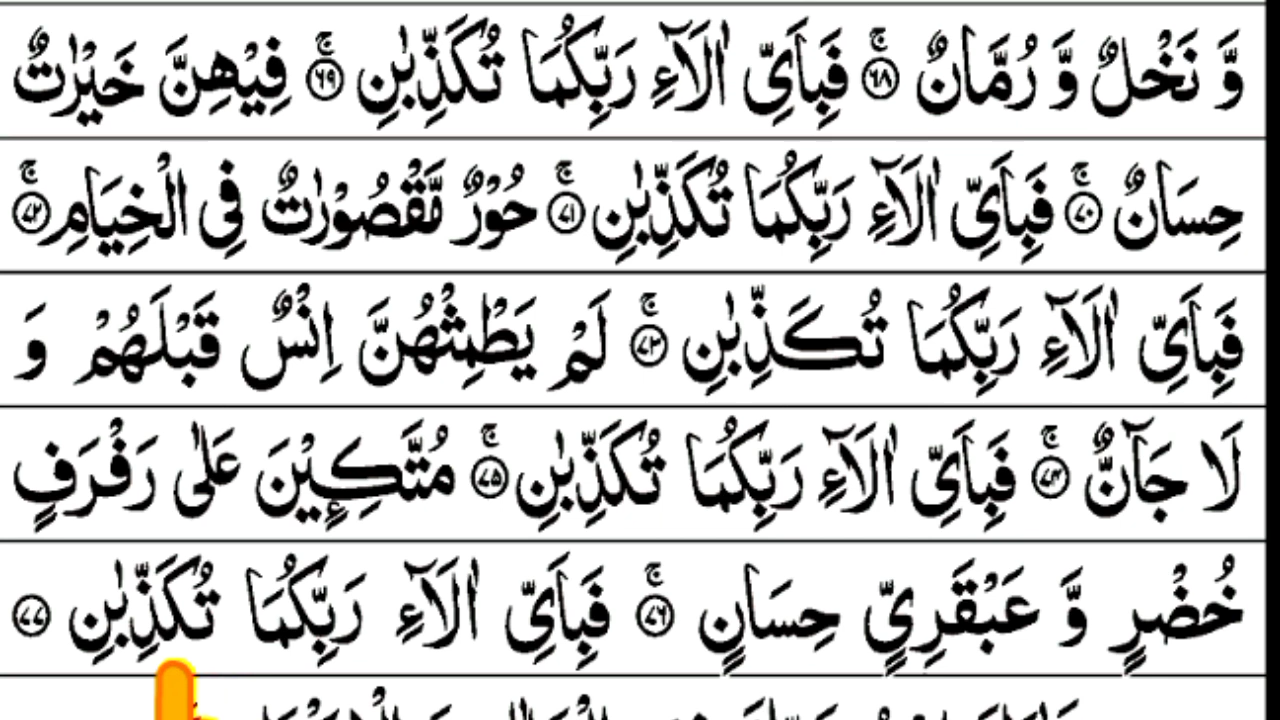 وَّ نَخْلٌ وَّ رُمَّانٌ ۚ﴿۶۸﴾ فَبِاَیِّ اٰلَآءِ رَبِّكُمَا تُكَذِّبٰنِ ۚ﴿۶۹﴾ فِیْهِنَّ خَیْرٰتٌ
حِسَانٌ ۚ﴿۷۰﴾ فَبِاَیِّ اٰلَآءِ رَبِّكُمَا تُكَذِّبٰنِ ۚ﴿۷۱﴾ حُوْرٌ مَّقْصُوْرٰتٌ فِی الْخِیَامِ ۚ﴿۷۲﴾
فَبِاَیِّ اٰلَآءِ رَبِّكُمَا تُكَذِّبٰنِ ۚ﴿۷۳﴾ لَمْ یَطْمِثْهُنَّ اِنْسٌ قَبْلَهُمْ وَ
لَا جَآنٌّ ۚ﴿۷۴﴾ فَبِاَیِّ اٰلَآءِ رَبِّكُمَا تُكَذِّبٰنِ ۚ﴿۷۵﴾ مُتَّكِـِٕیْنَ عَلٰی رَفْرَفٍ
خُضْرٍ وَّ عَبْقَرِیٍّ حِسَانٍ ۚ﴿۷۶﴾ فَبِاَیِّ اٰلَآءِ رَبِّكُمَا تُكَذِّبٰنِ ﴿۷۷﴾